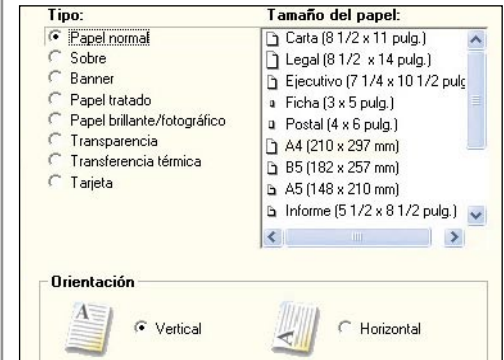 Tipo:
Papel normal
Sobre
Banner
Papel tratado
Papel brillante/fotográfico
Transparencia
Transferencia térmica
Tarjeta
Tamaño del papel:
Carta (8 1/2 x 11 pulg.)
Legal (8 1/2 x 14 pulg.)
Ejecutivo (7 1/4 x 10 1/2 pulg
Ficha (3 x 5 pulg.)
Postal (4 x 6 pulg.)
A4 (210 x 297 mm)
B5 (182 x 257 mm)
A5 (148 x 210 mm)
Informe (5 1/2 x 8 1/2 pulg.)
Orientación
A
Vertical
A
Horizontal